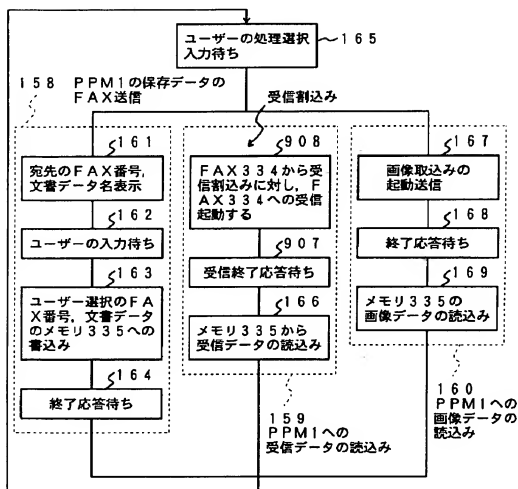 ユーザーの処理選択
入力待ち
165
158 PPM1の保存データの
FAX送信
受信割込み
161
宛先のFAX番号,
文書データ名表示
162
ユーザーの入力待ち
163
ユーザー選択のFA
X番号, 文書データ
のメモリ335への
書込み
164
終了応答待ち
908
FAX334から受
信割込みに対し, F
AX334への受信
起動する
907
受信終了応答待ち
166
メモリ335から
受信データの読込み
159
PPM1への
受信データの読込み
167
画像取込みの
起動送信
168
終了応答待ち
169
メモリ335の
画像データの読込み
160
PPM1への
画像データの
読込み